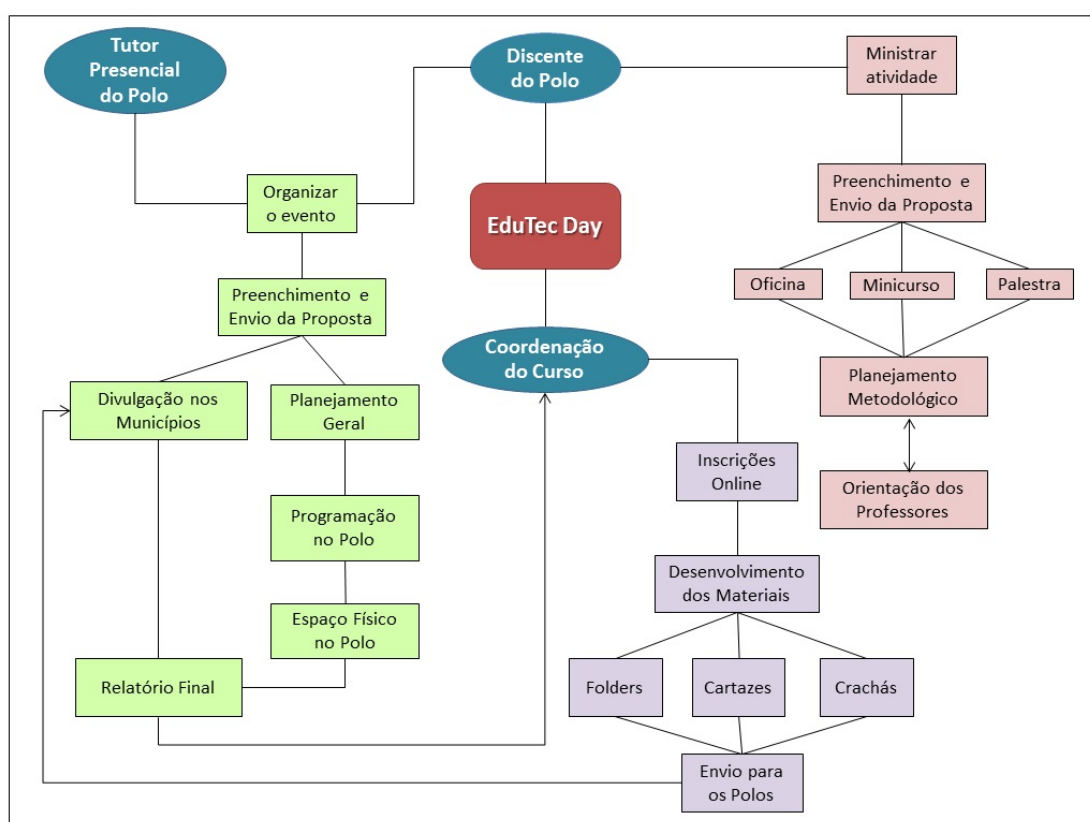 Tutor
Presencial
do Polo
Discente
do Polo
Ministrar
atividade
Organizar
o evento
EduTec Day
Preenchimento e
Envio da Proposta
Oficina
Minicurso
Palestra
Preenchimento e
Envio da Proposta
Coordenação
do Curso
Planejamento
Metodológico
Divulgação nos
Municípios
Planejamento
Geral
Inscrições
Online
Orientação dos
Professores
Programação
no Polo
Desenvolvimento
dos Materiais
Espaço Físico
no Polo
Relatório Final
Folders
Cartazes
Crachás
Envio para
os Polos